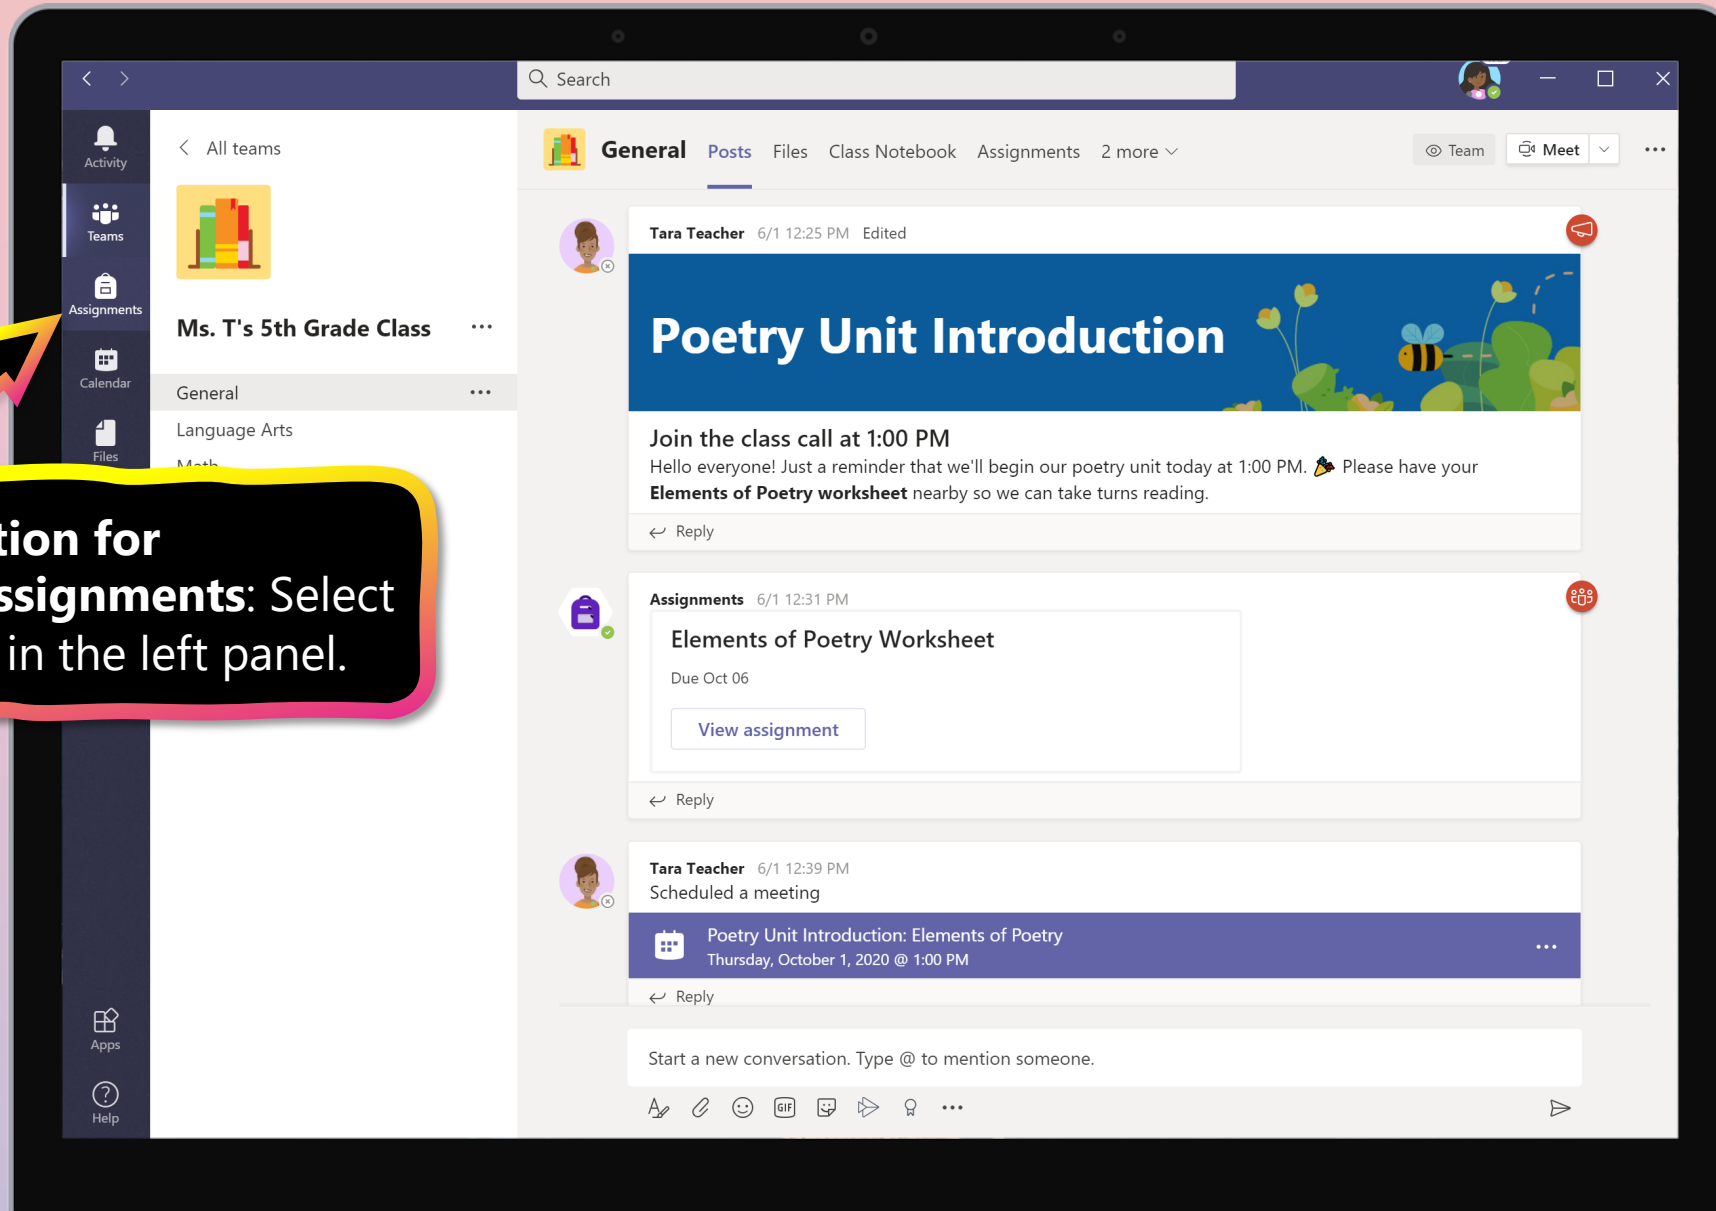 Search
Activity
Teams
Assignments
Calendar
Files
Apps
Help
All teams
Ms. T's 5th Grade Class
General
Language Arts
Math
tion for
ssignments: Select
in the left panel.
General Posts Files Class Notebook Assignments 2 more
Team Meet
Tara Teacher 6/1 12:25 PM Edited
Poetry Unit Introduction
Join the class call at 1:00 PM
Hello everyone! Just a reminder that we'll begin our poetry unit today at 1:00 PM. 🎉 Please have your
Elements of Poetry worksheet nearby so we can take turns reading.
Reply
Assignments 6/1 12:31 PM
Elements of Poetry Worksheet
Due Oct 06
View assignment
Reply
Tara Teacher 6/1 12:39 PM
Scheduled a meeting
Poetry Unit Introduction: Elements of Poetry
Thursday, October 1, 2020 @ 1:00 PM
Reply
Start a new conversation. Type @ to mention someone.
GIF